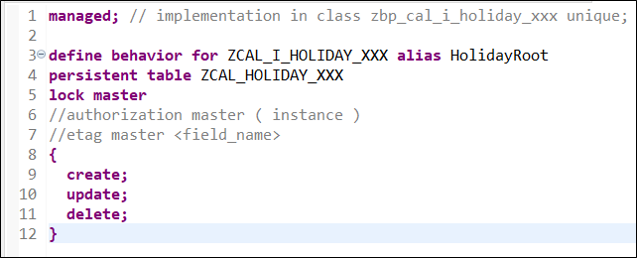 1 managed; // implementation in class zbp_cal_i_holiday_xxx unique;
2
3 define behavior for ZCAL_I_HOLIDAY_XXX alias HolidayRoot
4 persistent table ZCAL_HOLIDAY_XXX
5 lock master
6 //authorization master ( instance )
7 //etag master <field_name>
8 {
9   create;
10   update;
11   delete;
12 }